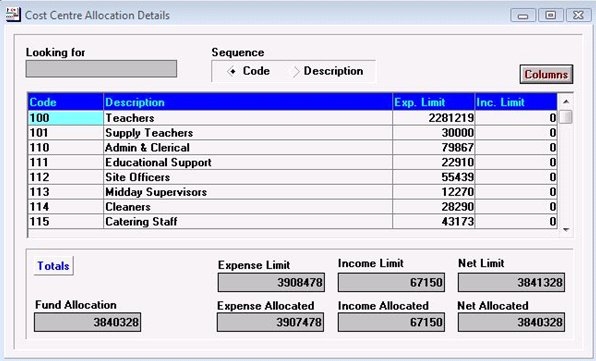 Cost Centre Allocation Details
Looking for
Sequence
Code Description
Columns
Code Description Exp. Limit Inc. Limit
100 Teachers 2281219 0
101 Supply Teachers 30000 0
110 Admin & Clerical 79867 0
111 Educational Support 22910 0
112 Site Officers 55439 0
113 Midday Supervisors 12270 0
114 Cleaners 28290 0
115 Catering Staff 43173 0
Totals
Expense Limit Income Limit Net Limit
3908478 67150 3841328
Fund Allocation Expense Allocated Income Allocated Net Allocated
3840328 3907478 67150 3840328